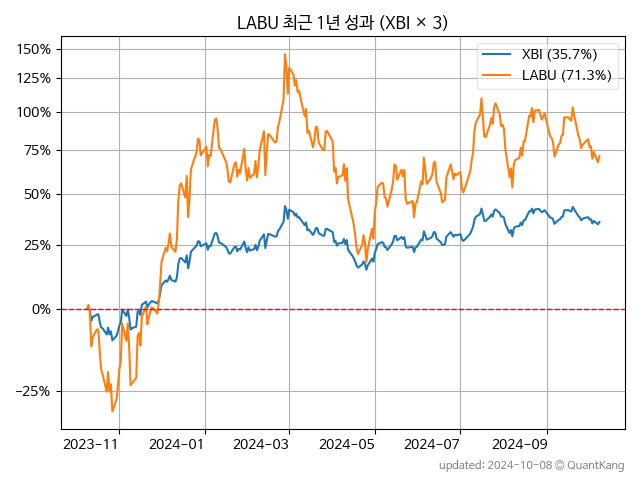 LABU 최근 1년 성과 (XBI × 3)
XBI (35.7%)
LABU (71.3%)
150%
125%
100%
75%
50%
25%
0%
−25%
2023-11 2024-01 2024-03 2024-05 2024-07 2024-09
updated: 2024-10-08 © QuantKang